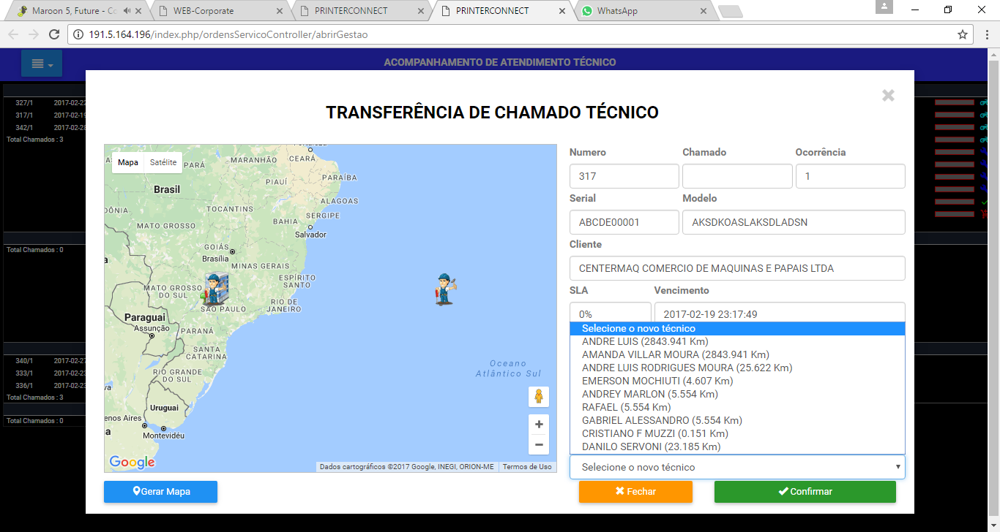 Maroon 5, Future - Co
WEB-Corporate
PRINTERCONNECT
PRINTERCONNECT
WhatsApp
191.5.164.196/index.php/ordensServicoController/abrirGestao
ACOMPANHAMENTO DE ATENDIMENTO TÉCNICO
327/1 2017-02-22
317/1 2017-02-19
342/1 2017-02-28
Total Chamados : 3
Total Chamados : 0
340/1 2017-02-27
333/1 2017-02-23
336/1 2017-02-23
Total Chamados : 3
Total Chamados : 0
TRANSFERÊNCIA DE CHAMADO TÉCNICO
Mapa Satélite
MARANHÃO
CEARÁ
PARÁ
PARAÍBA
PIAUÍ
Brasil
ALAGOAS
TOCANTINS
SERGIPE
DÔNIA
BAHIA
MATO GROSSO
Salvador
GOIÁS
Brasília
MINAS GERAIS
ESPÍRITO
SANTO
MATO GROSSO
DO SUL
RIO DE
JANEIRO
SÃO PAULO
Paraguai
Assunção
PARANÁ
SANTA
CATARINA
Oceano
Atlântico Sul
RIO GRANDE
DO SUL
Uruguai
enos Aires
Montevidéu
Google
Dados cartográficos ©2017 Google, INEGI, ORION-ME
Termos de Uso
Gerar Mapa
Numero Chamado Ocorrência
317 1
Serial Modelo
ABCDE00001 AKSDKOASLAKSDLADSN
Cliente
CENTERMAQ COMERCIO DE MAQUINAS E PAPAIS LTDA
SLA Vencimento
0% 2017-02-19 23:17:49
Selecione o novo técnico
ANDRE LUIS (2843.941 Km)
AMANDA VILLAR MOURA (2843.941 Km)
ANDRE LUIS RODRIGUES MOURA (25.622 Km)
EMERSON MOCHIUTI (4.607 Km)
ANDREY MARLON (5.554 Km)
RAFAEL (5.554 Km)
GABRIEL ALESSANDRO (5.554 Km)
CRISTIANO F MUZZI (0.151 Km)
DANILO SERVONI (23.185 Km)
Selecione o novo técnico
Fechar Confirmar